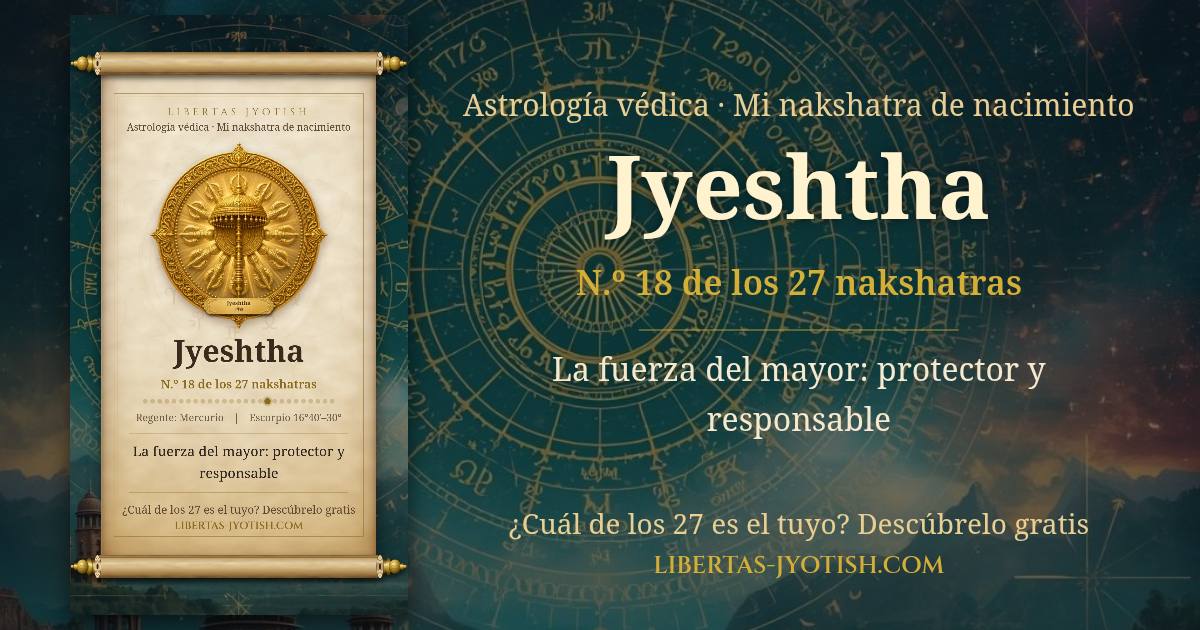 LIBERTAS JYOTISH
Astrología védica · Mi nakshatra de nacimiento
Jyeshtha
Jyeshtha
N.º 18 de los 27 nakshatras
Regente: Mercurio | Escorpio 16°40'–30°
La fuerza del mayor: protector y
responsable
¿Cuál de los 27 es el tuyo? Descúbrelo gratis
LIBERTAS-JYOTISH.COM
Astrología védica · Mi nakshatra de nacimiento
Jyeshtha
N.º 18 de los 27 nakshatras
La fuerza del mayor: protector y
responsable
¿Cuál de los 27 es el tuyo? Descúbrelo gratis
LIBERTAS-JYOTISH.COM